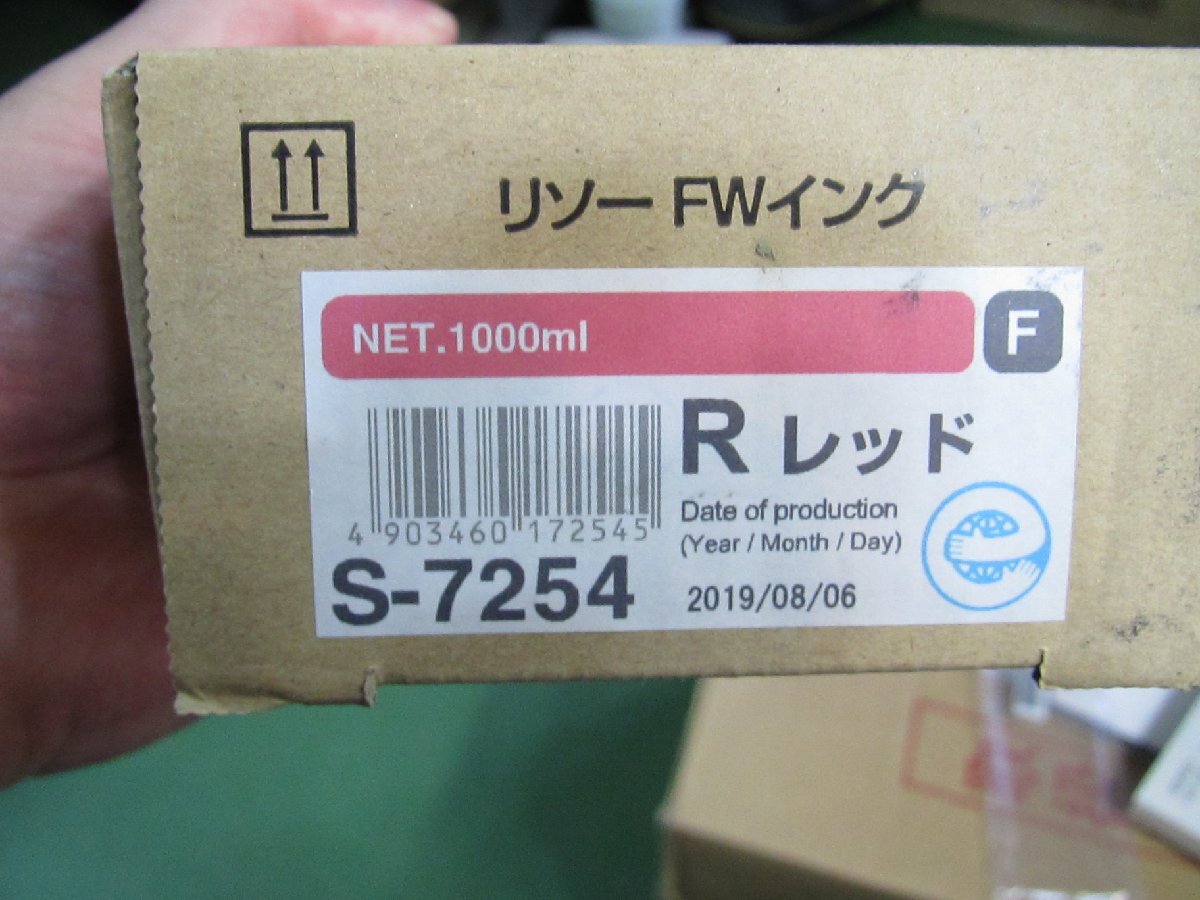 リソー FWインク
NET.1000ml
F
R レッド
4 903460 172545
Date of production
(Year / Month / Day)
S-7254
2019/08/06